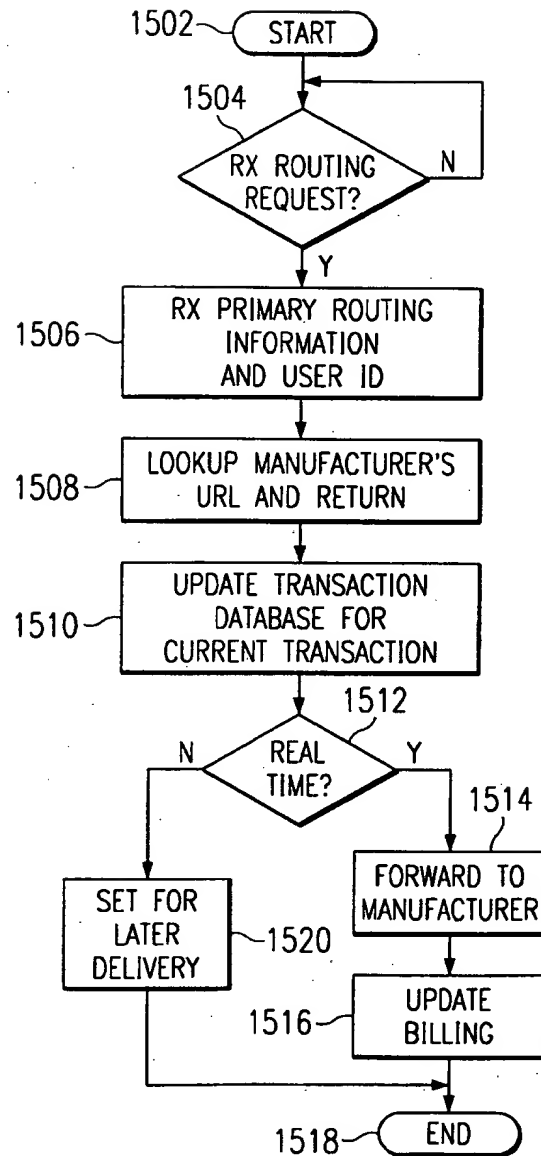 1502
START
1504
RX ROUTING
REQUEST?
N
Y
1506
RX PRIMARY ROUTING
INFORMATION
AND USER ID
1508
LOOKUP MANUFACTURER'S
URL AND RETURN
1510
UPDATE TRANSACTION
DATABASE FOR
CURRENT TRANSACTION
1512
N
REAL
TIME?
Y
1514
FORWARD TO
MANUFACTURER
SET FOR
LATER
DELIVERY
1520
1516
UPDATE
BILLING
1518
END